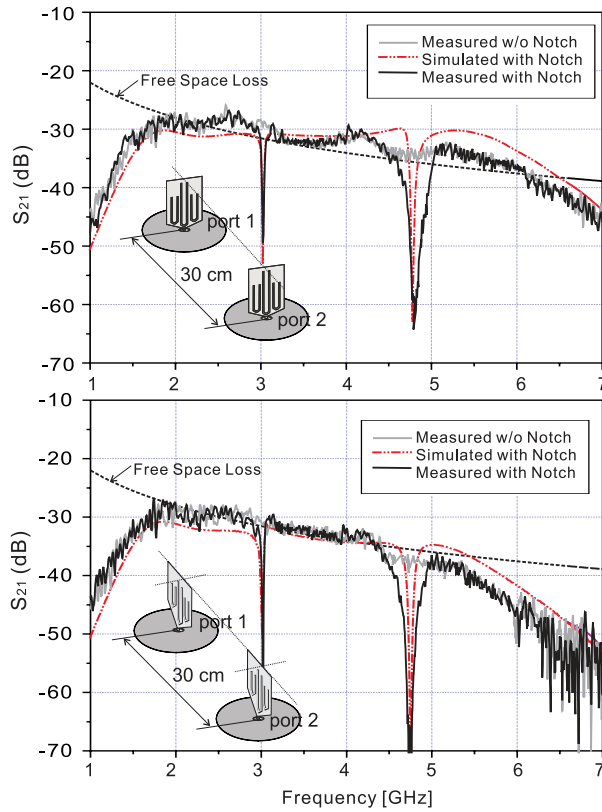 -10
-20
-30
-40
-50
-60
-70
S21 (dB)
Measured w/o Notch
Simulated with Notch
Measured with Notch
Free Space Loss
port 1
30 cm
port 2
1 2 3 4 5 6 7
-10
-20
-30
-40
-50
-60
-70
S21 (dB)
Measured w/o Notch
Simulated with Notch
Measured with Notch
Free Space Loss
port 1
30 cm
port 2
1 2 3 4 5 6 7
Frequency [GHz]